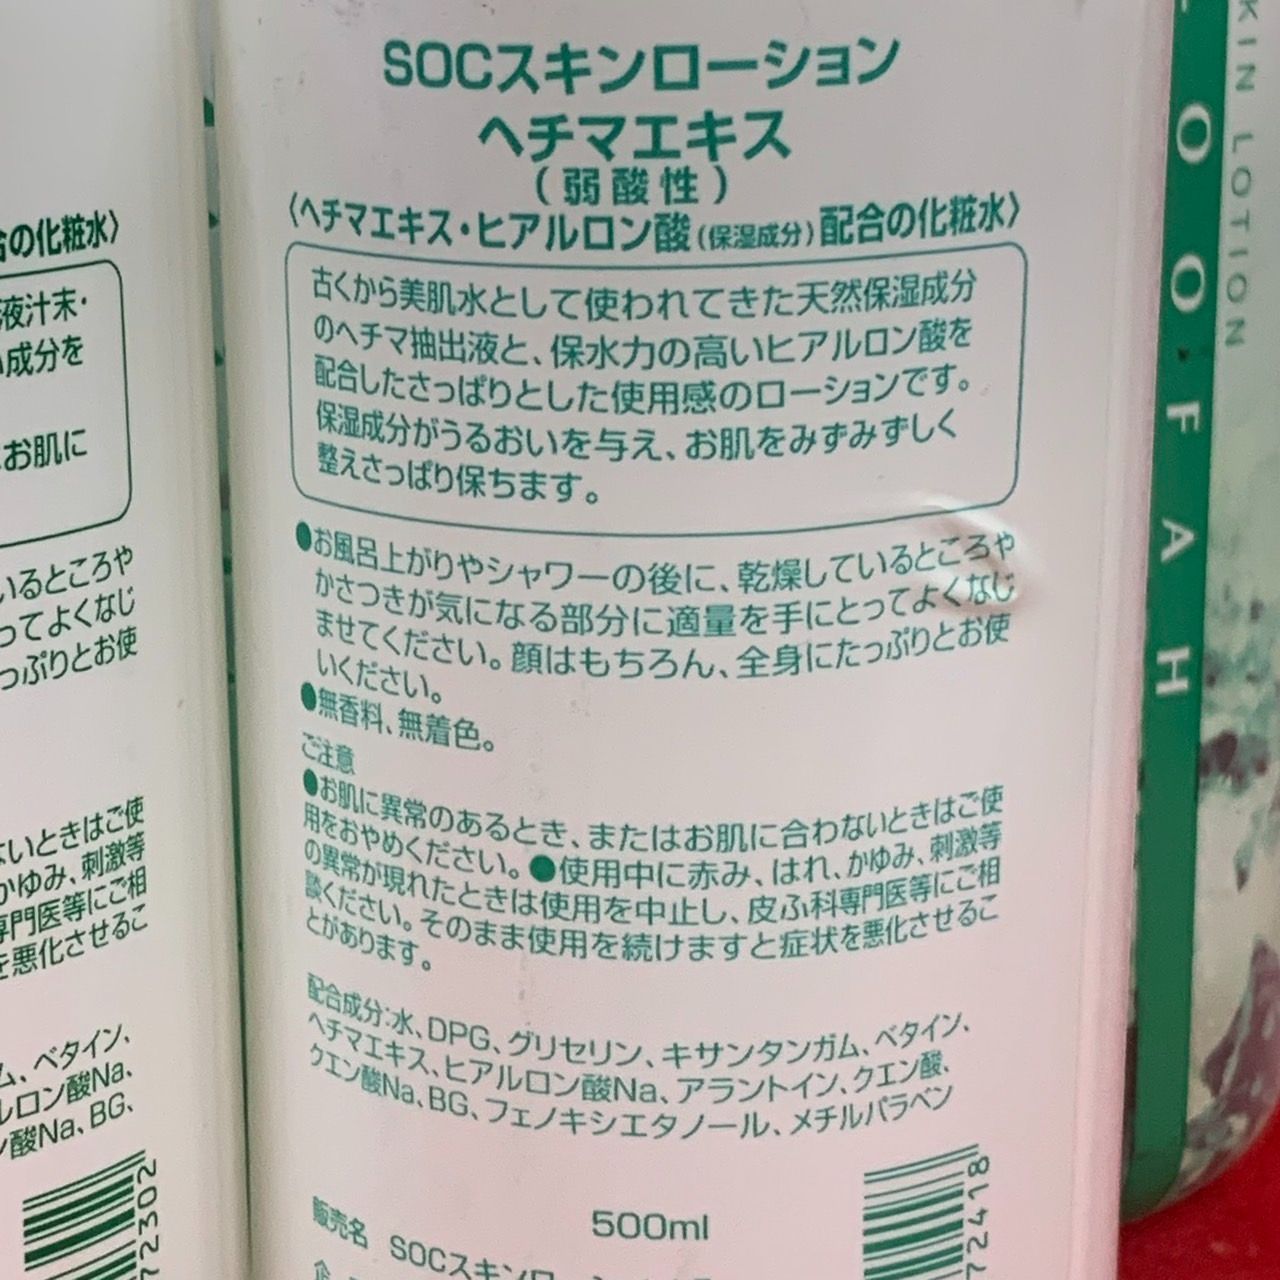 SOCスキンローション
ヘチマエキス
(弱酸性)
〈ヘチマエキス・ヒアルロン酸(保湿成分)配合の化粧水〉
古くから美肌水として使われてきた天然保湿成分
のヘチマ抽出液と、保水力の高いヒアルロン酸を
配合したさっぱりとした使用感のローションです。
保湿成分がうるおいを与え、お肌をみずみずしく
整えさっぱり保ちます。
●お風呂上がりやシャワーの後に、乾燥しているところや
かさつきが気になる部分に適量を手にとってよくなじ
ませてください。顔はもちろん、全身にたっぷりとお使
いください。
●無香料、無着色。
ご注意
●お肌に異常のあるとき、またはお肌に合わないときはご使
用をおやめください。●使用中に赤み、はれ、かゆみ、刺激等
の異常が現れたときは使用を中止し、皮ふ科専門医等にご相
談ください。そのまま使用を続けますと症状を悪化させるこ
とがあります。
配合成分:水、DPG、グリセリン、キサンタンガム、ベタイン、
ヘチマエキス、ヒアルロン酸Na、アラントイン、クエン酸、
クエン酸Na、BG、フェノキシエタノール、メチルパラベン
500ml
販売名 SOCスキンロー
72418
合の化粧水〉
液汁末・
い成分を
お肌に
いるところや
ってよくなじ
っぷりとお使
ないときはご使
かゆみ、刺激等
専門医等にご相
を悪化させるこ
ム、ベタイン、
ルロン酸Na、
ン酸Na、BG、
72302
LOOFAH
KIN LOTION